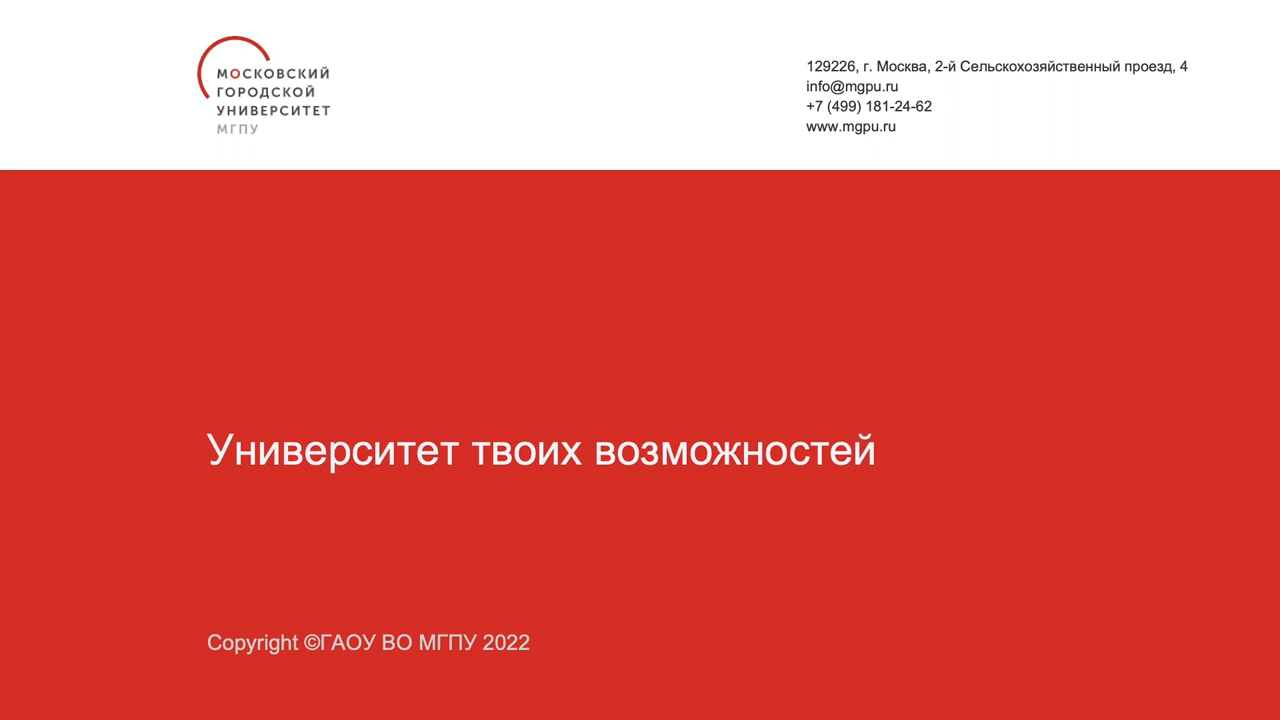 МОСКОВСКИЙ
ГОРОДСКОЙ
УНИВЕРСИТЕТ
МГПУ
129226, г. Москва, 2-й Сельскохозяйственный проезд, 4
info@mgpu.ru
+7 (499) 181-24-62
www.mgpu.ru
Университет твоих возможностей
Copyright ©ГАОУ ВО МГПУ 2022